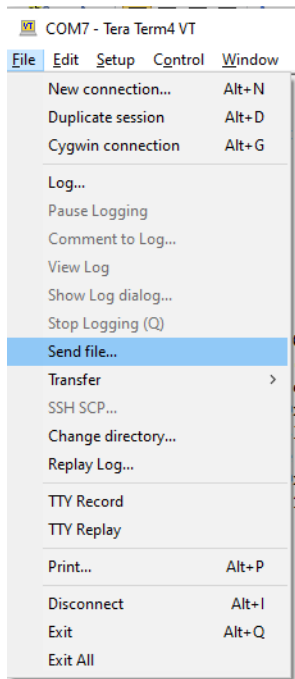 COM7 - Tera Term4 VT
File Edit Setup Control Window
New connection... Alt+N
Duplicate session Alt+D
Cygwin connection Alt+G
Log...
Pause Logging
Comment to Log...
View Log
Show Log dialog...
Stop Logging (Q)
Send file...
Transfer >
SSH SCP...
Change directory...
Replay Log...
TTY Record
TTY Replay
Print... Alt+P
Disconnect Alt+I
Exit Alt+Q
Exit All